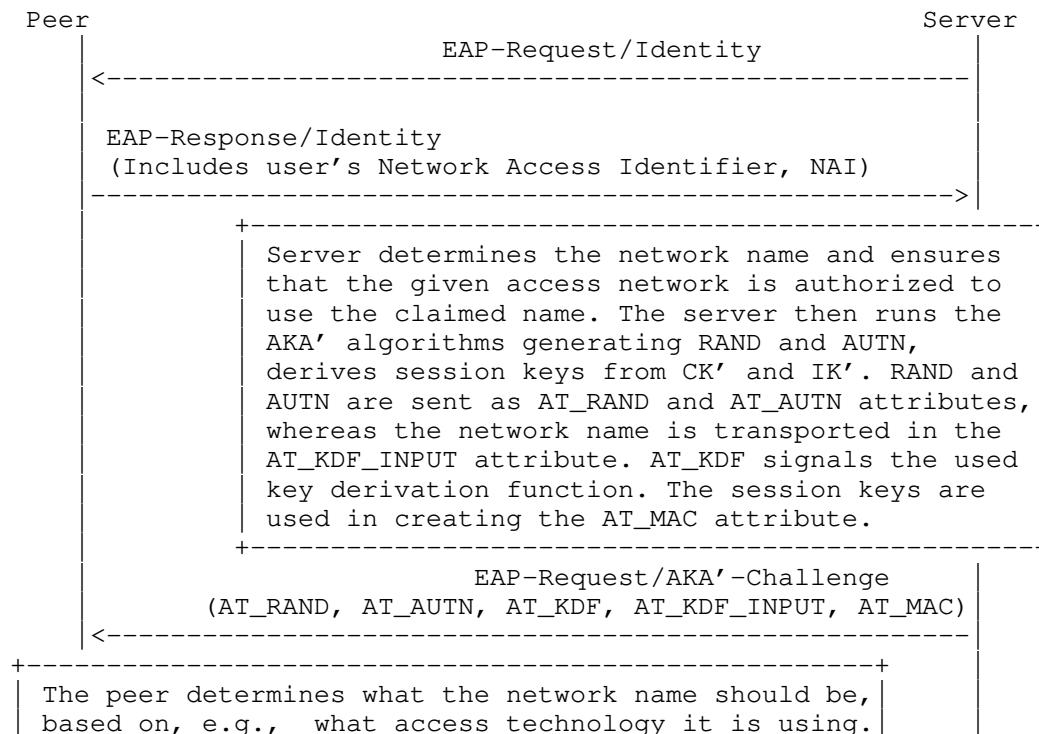 Peer Server
EAP-Request/Identity
EAP-Response/Identity
(Includes user's Network Access Identifier, NAI)
Server determines the network name and ensures
that the given access network is authorized to
use the claimed name. The server then runs the
AKA' algorithms generating RAND and AUTN,
derives session keys from CK' and IK'. RAND and
AUTN are sent as AT_RAND and AT_AUTN attributes,
whereas the network name is transported in the
AT_KDF_INPUT attribute. AT_KDF signals the used
key derivation function. The session keys are
used in creating the AT_MAC attribute.
EAP-Request/AKA'-Challenge
(AT_RAND, AT_AUTN, AT_KDF, AT_KDF_INPUT, AT_MAC)
The peer determines what the network name should be,
based on, e.g., what access technology it is using.